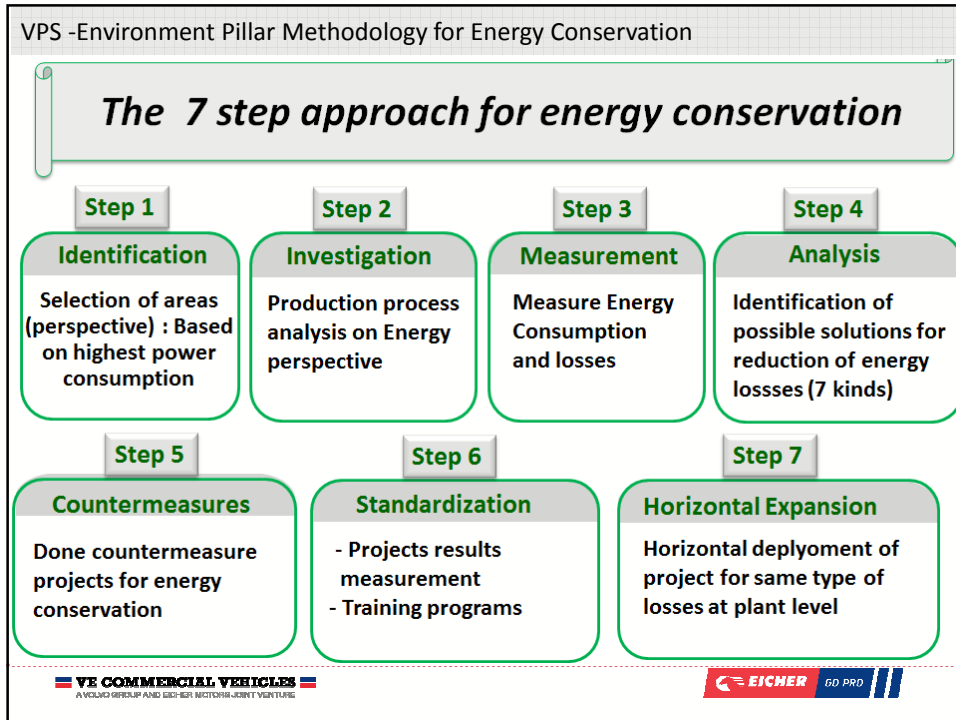 VPS -Environment Pillar Methodology for Energy Conservation
The 7 step approach for energy conservation
Step 1
Identification
Selection of areas
(perspective) : Based
on highest power
consumption
Step 2
Investigation
Production process
analysis on Energy
perspective
Step 3
Measurement
Measure Energy
Consumption
and losses
Step 4
Analysis
Identification of
possible solutions for
reduction of energy
lossses (7 kinds)
Step 5
Countermeasures
Done countermeasure
projects for energy
conservation
Step 6
Standardization
- Projects results
measurement
- Training programs
Step 7
Horizontal Expansion
Horizontal deplyoment of
project for same type of
losses at plant level
VE COMMERCIAL VEHICLES
A VOLVO GROUP AND EICHER MOTORS JOINT VENTURE
EICHER GO PRO